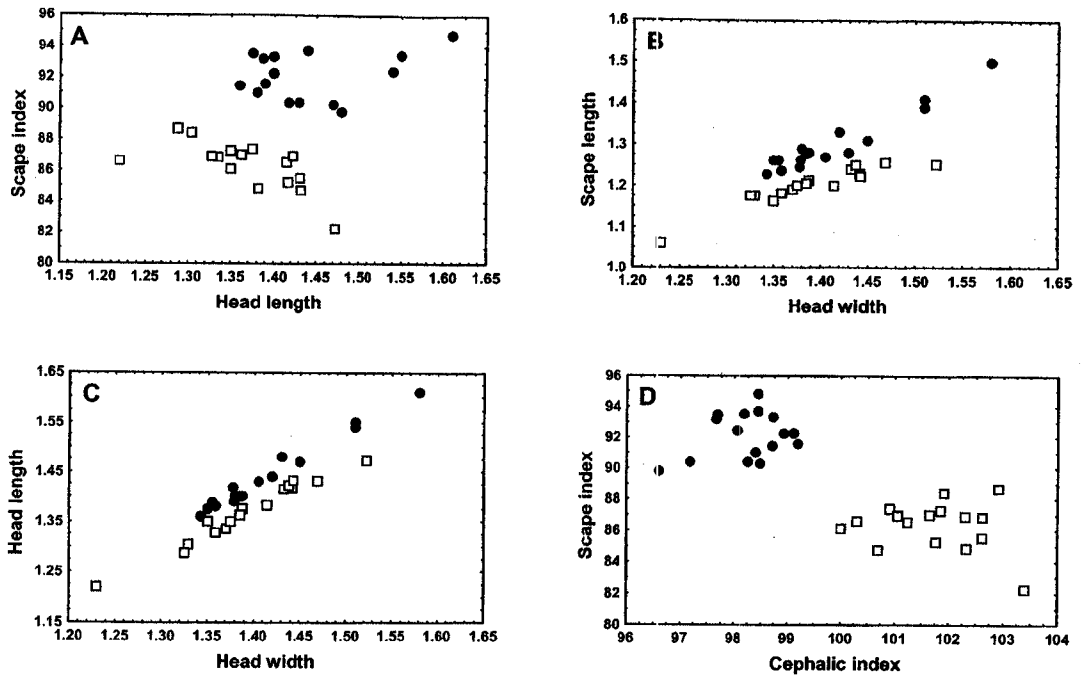 A
Scape index
96
94
92
90
88
86
84
82
80
1.15 1.20 1.25 1.30 1.35 1.40 1.45 1.50 1.55 1.60 1.65
Head length
B
Scape length
1.6
1.5
1.4
1.3
1.2
1.1
1.0
1.20 1.25 1.30 1.35 1.40 1.45 1.50 1.55 1.60 1.65
Head width
C
Head length
1.65
1.55
1.45
1.35
1.25
1.15
1.20 1.25 1.30 1.35 1.40 1.45 1.50 1.55 1.60 1.65
Head width
D
Scape index
96
94
92
90
88
86
84
82
80
96 97 98 99 100 101 102 103 104
Cephalic index